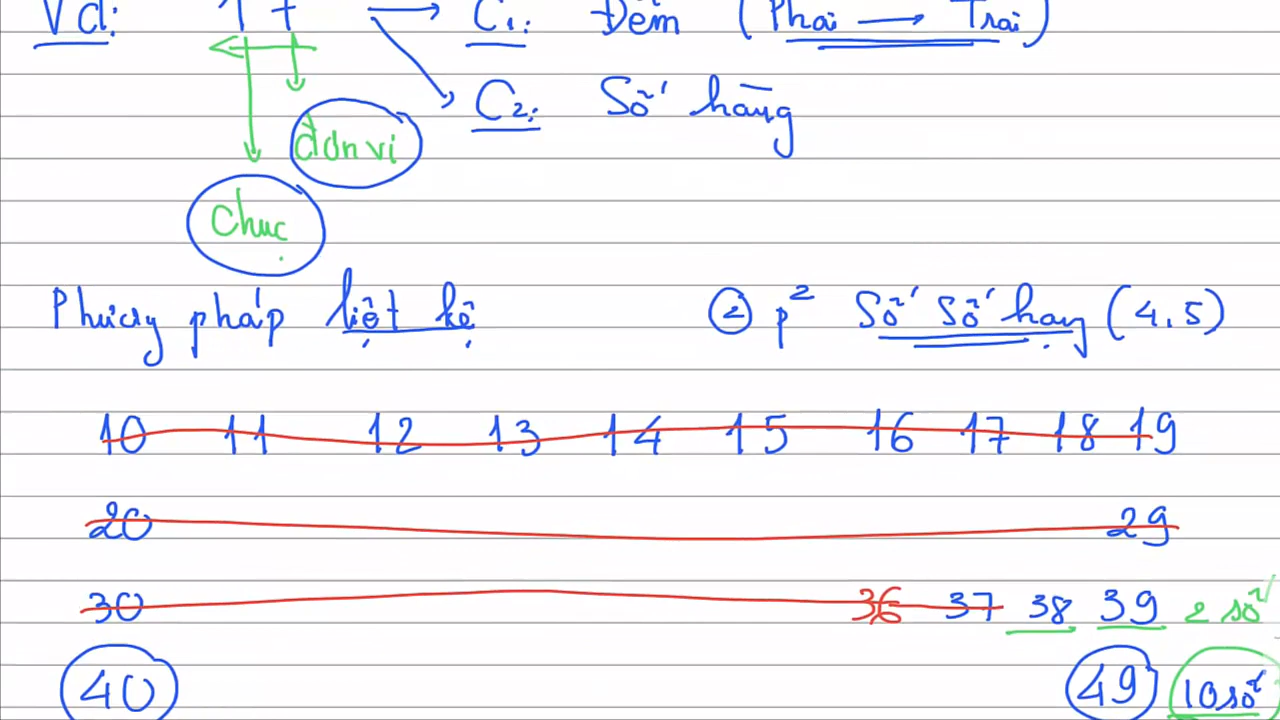 Vd: 17 → C1: Đếm (Phải → Trái)
C2: Số hàng
đơn vị
Chục
Phương pháp liệt kê ② p² Số Số hạng (4, 5)
10 11 12 13 14 15 16 17 18 19
20 29
30 36 37 38 39 2 số
40 49 10 số